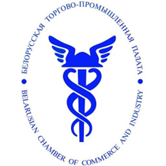 БЕЛОРУССКАЯ ТОРГОВО-ПРОМЫШЛЕННАЯ ПАЛАТА
BELARUSIAN CHAMBER OF COMMERCE AND INDUSTRY